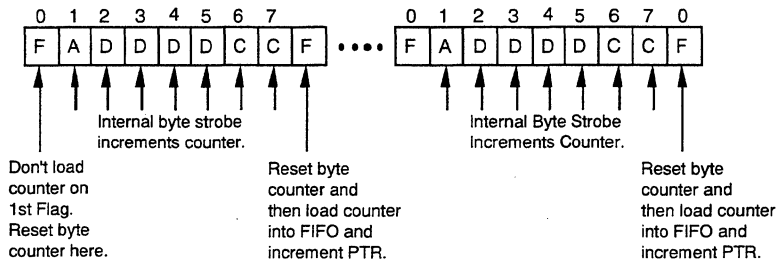 0 1 2 3 4 5 6 7 0 1 2 3 4 5 6 7 0
F A D D D D C C F F A D D D D C C F
Internal byte strobe
increments counter.
Internal Byte Strobe
Increments Counter.
Don't load
counter on
1st Flag.
Reset byte
counter here.
Reset byte
counter and
then load counter
into FIFO and
increment PTR.
Reset byte
counter and
then load counter
into FIFO and
increment PTR.